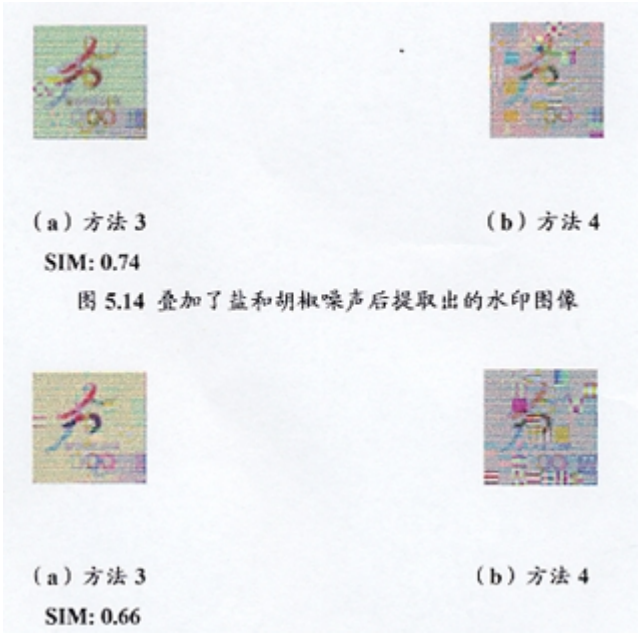 （a）方法 3
（b）方法 4
SIM: 0.74
图 5.14 叠加了盐和胡椒噪声后提取出的水印图像
（a）方法 3
（b）方法 4
SIM: 0.66